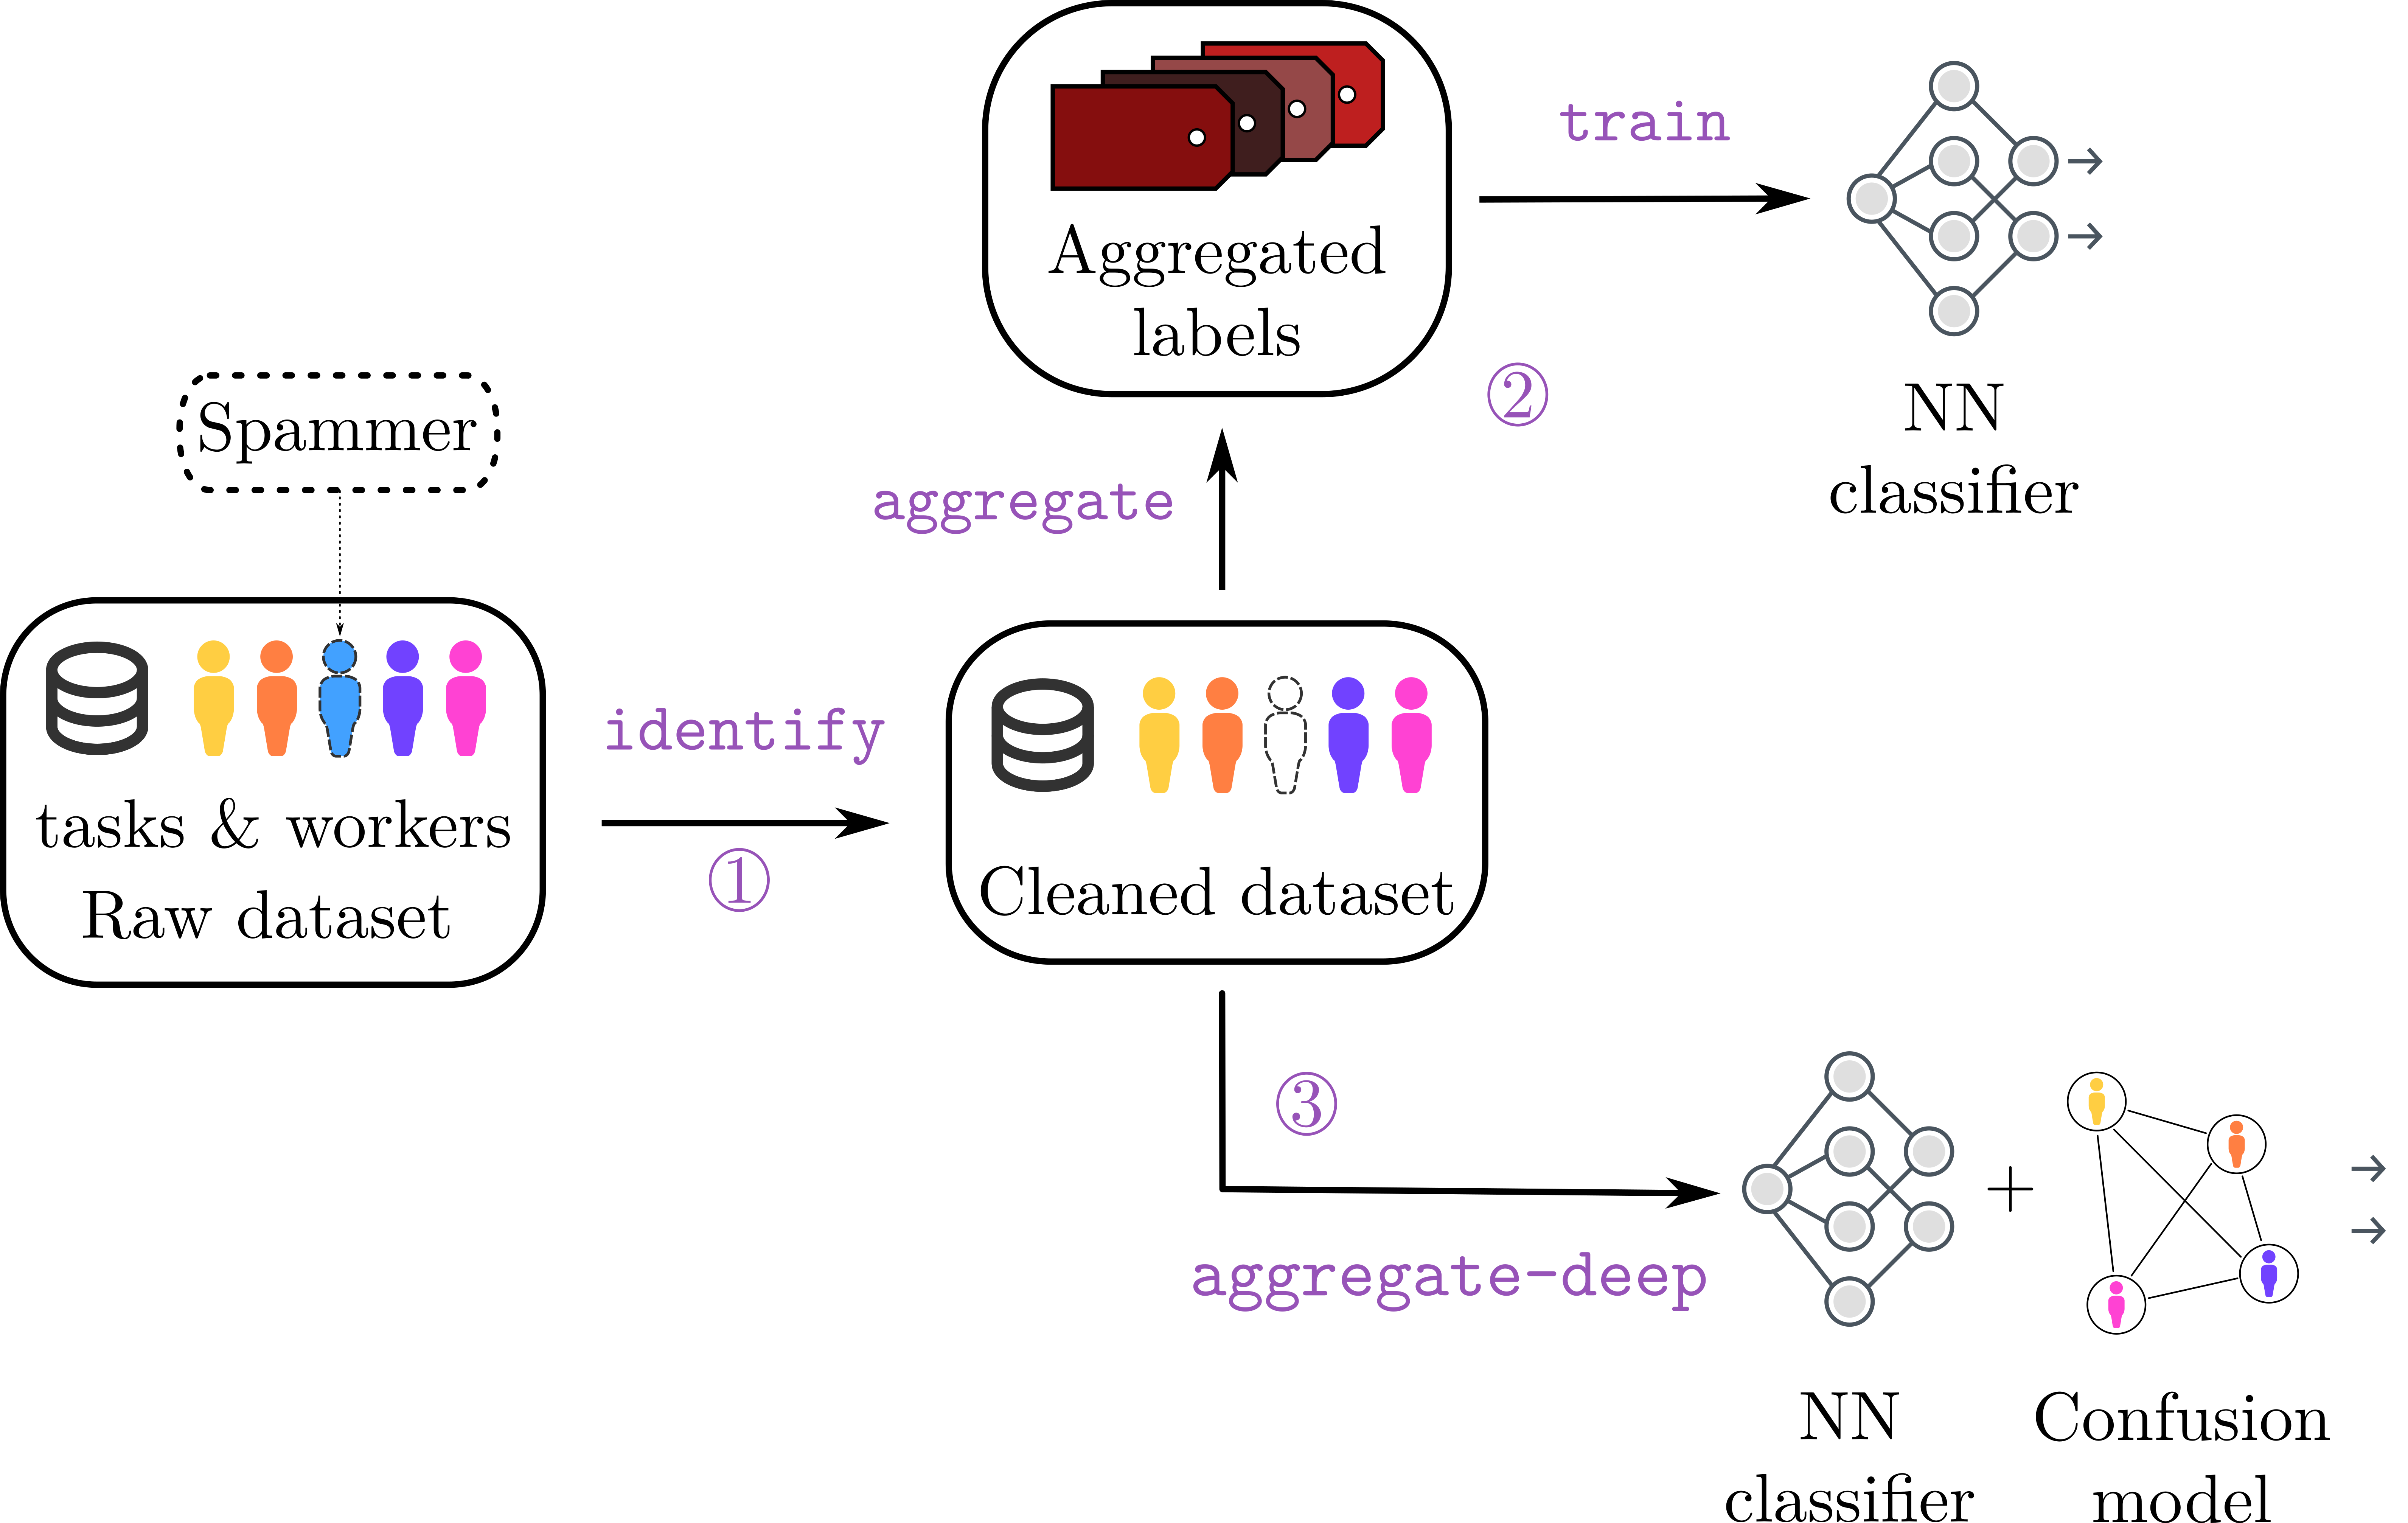 Spammer
tasks & workers
Raw dataset
identify
①
Cleaned dataset
aggregate
Aggregated
labels
②
train
NN
classifier
③
aggregate-deep
NN
classifier
+
Confusion
model